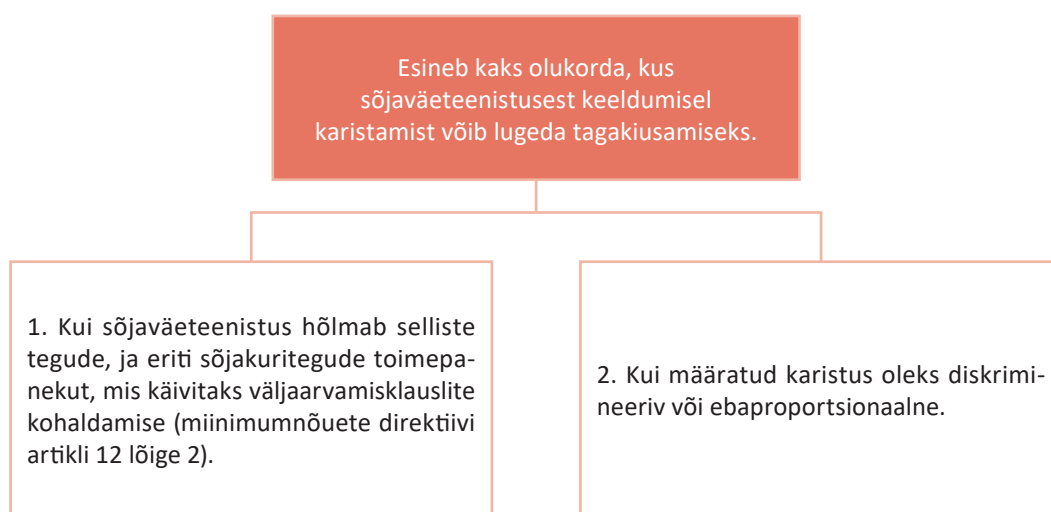 Esineb kaks olukorda, kus
sõjaväeteenistusest keeldumisel
karistamist võib lugeda tagakiusamiseks.
1. Kui sõjaväeteenistus hõlmab selliste
tegude, ja eriti sõjakuritegude toimepa-
nekut, mis käivitaks väljaarvamisklauslite
kohaldamise (miinimumnõuete direktiivi
artikli 12 lõige 2).
2. Kui määratud karistus oleks diskrimi-
neeriv või ebaproportsionaalne.